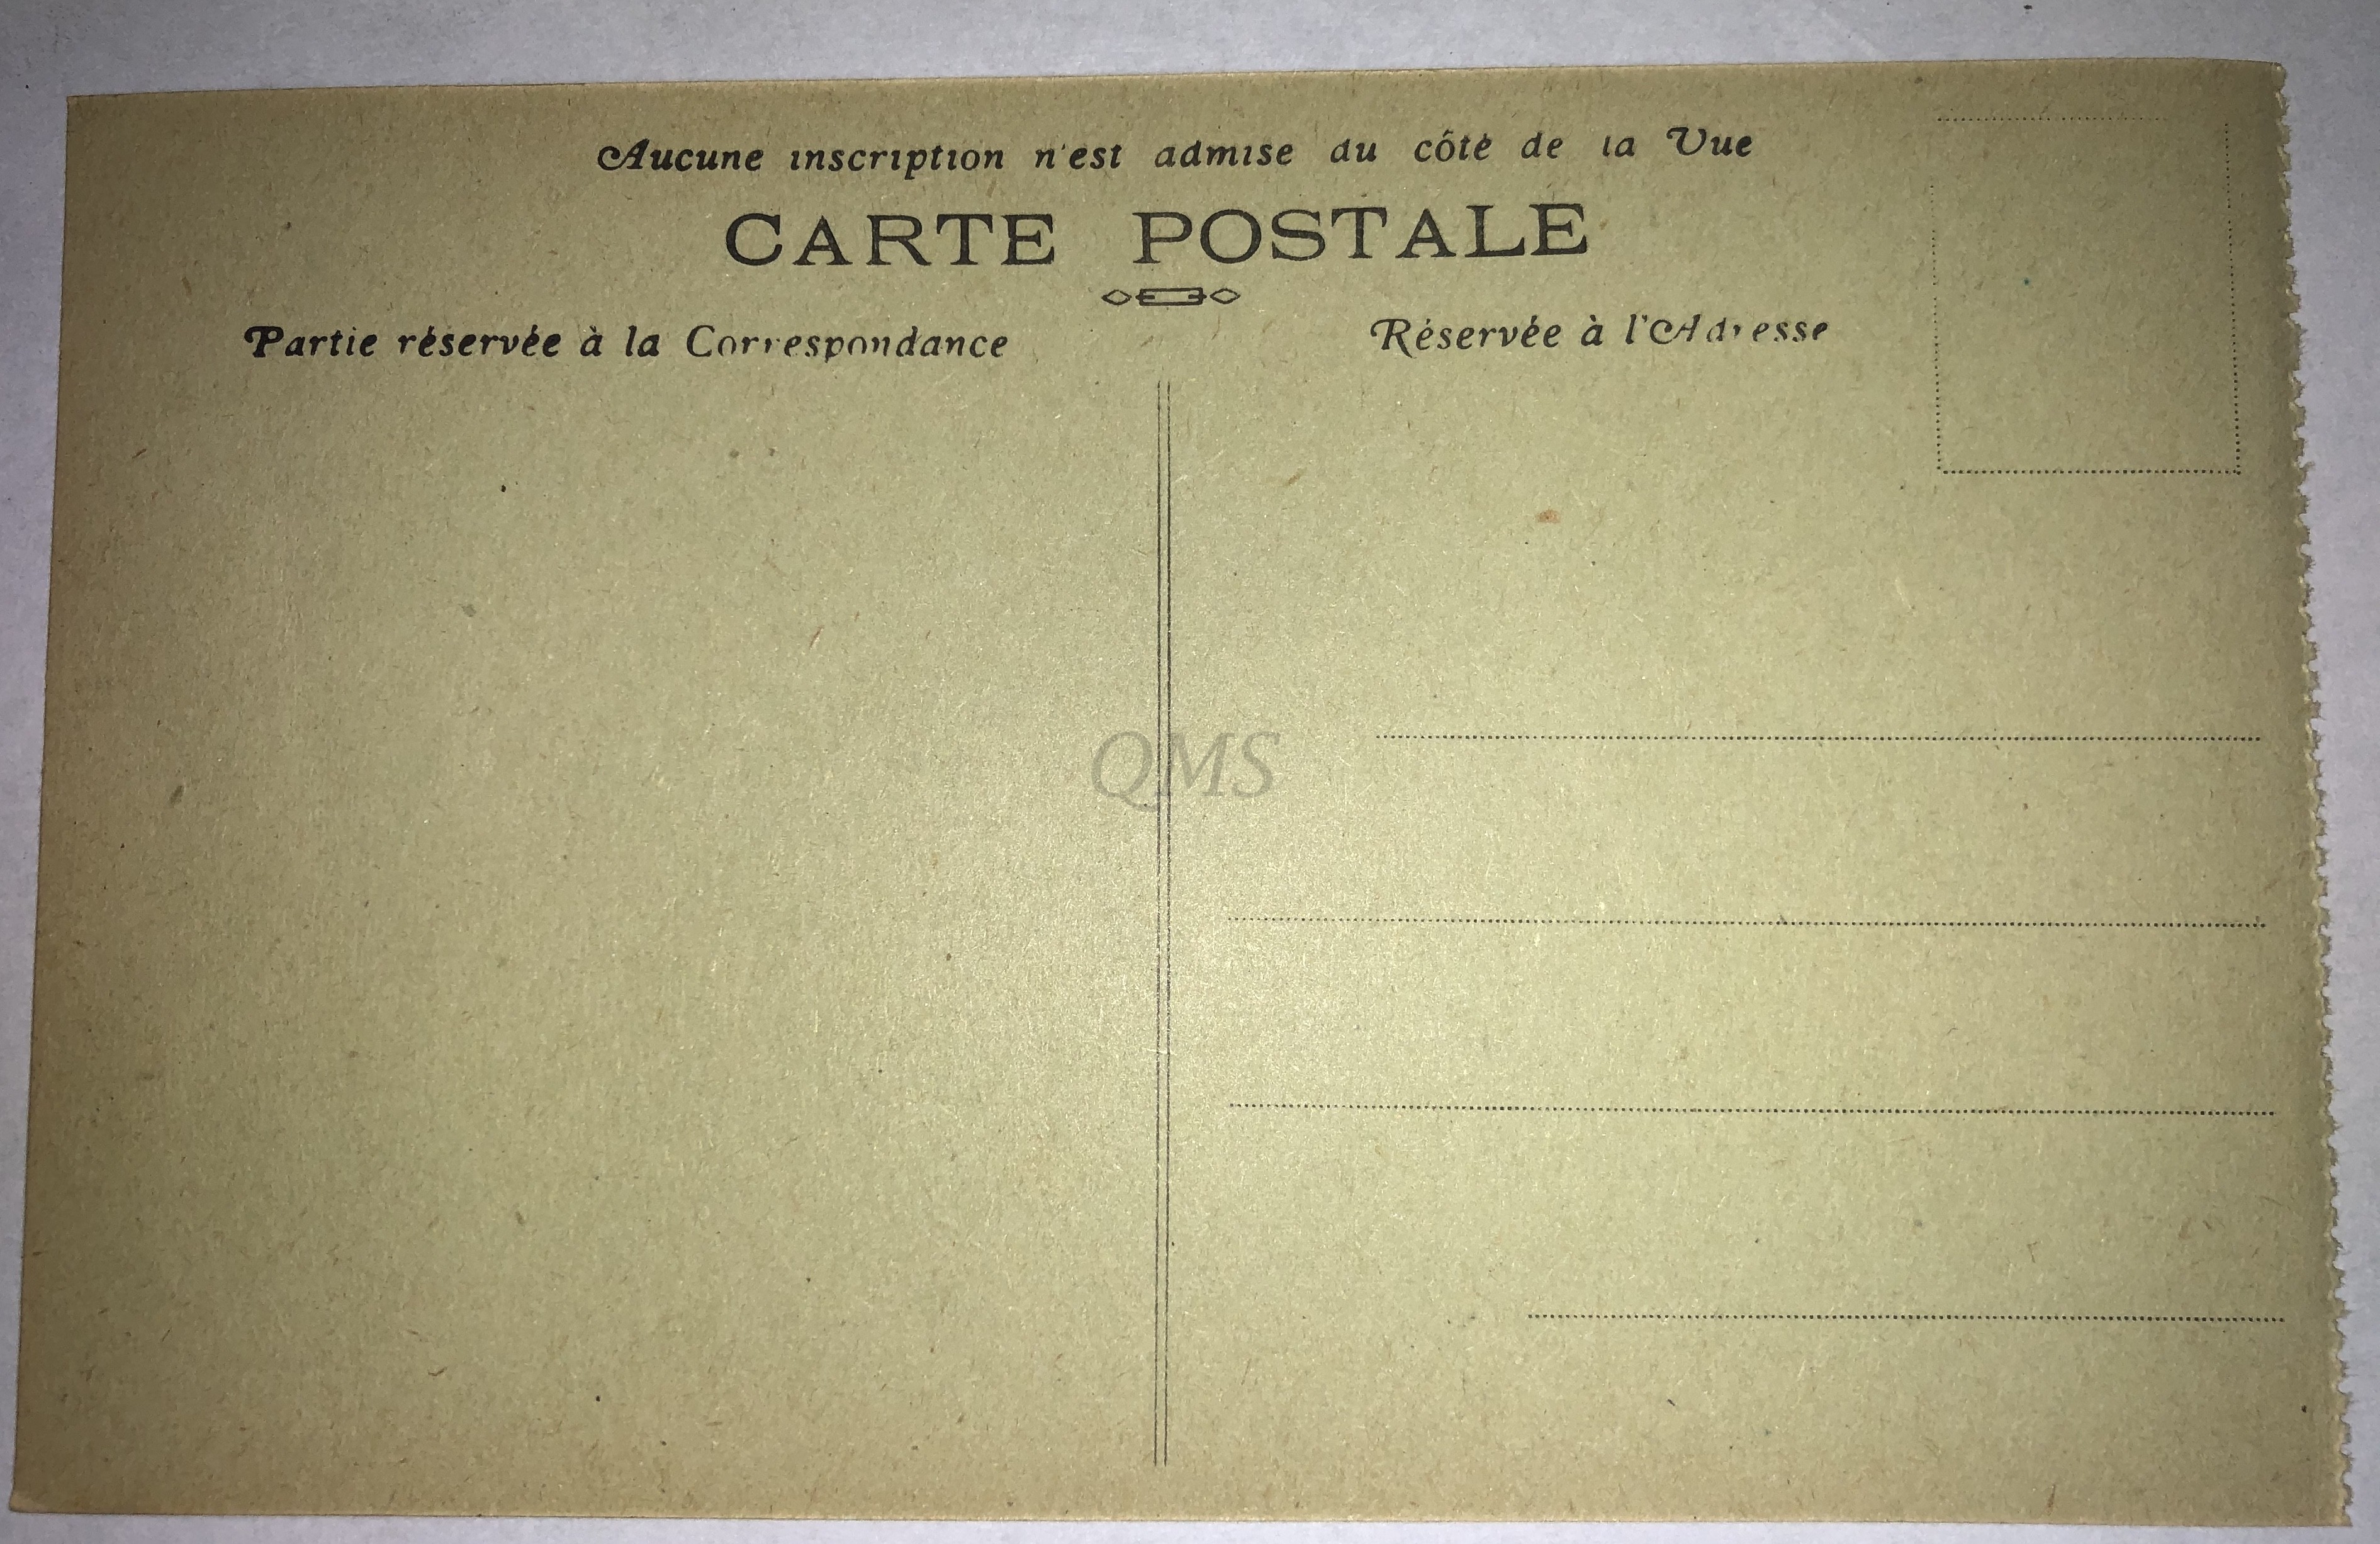 Aucune inscription n'est admise du côté de la Vue
CARTE POSTALE
Partie réservée à la Correspondance
Réservée à l'Adresse
QMS